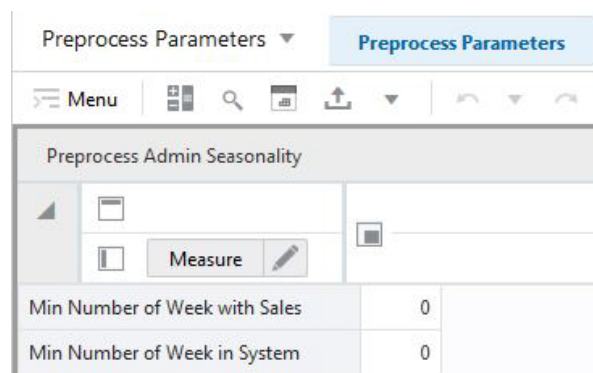 Preprocess Parameters Preprocess Parameters
Menu
Preprocess Admin Seasonality
Measure
Min Number of Week with Sales 0
Min Number of Week in System 0